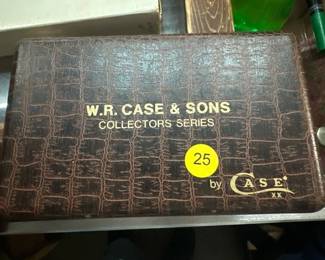 W.R. CASE & SONS
COLLECTORS SERIES
25
by CASE
XX